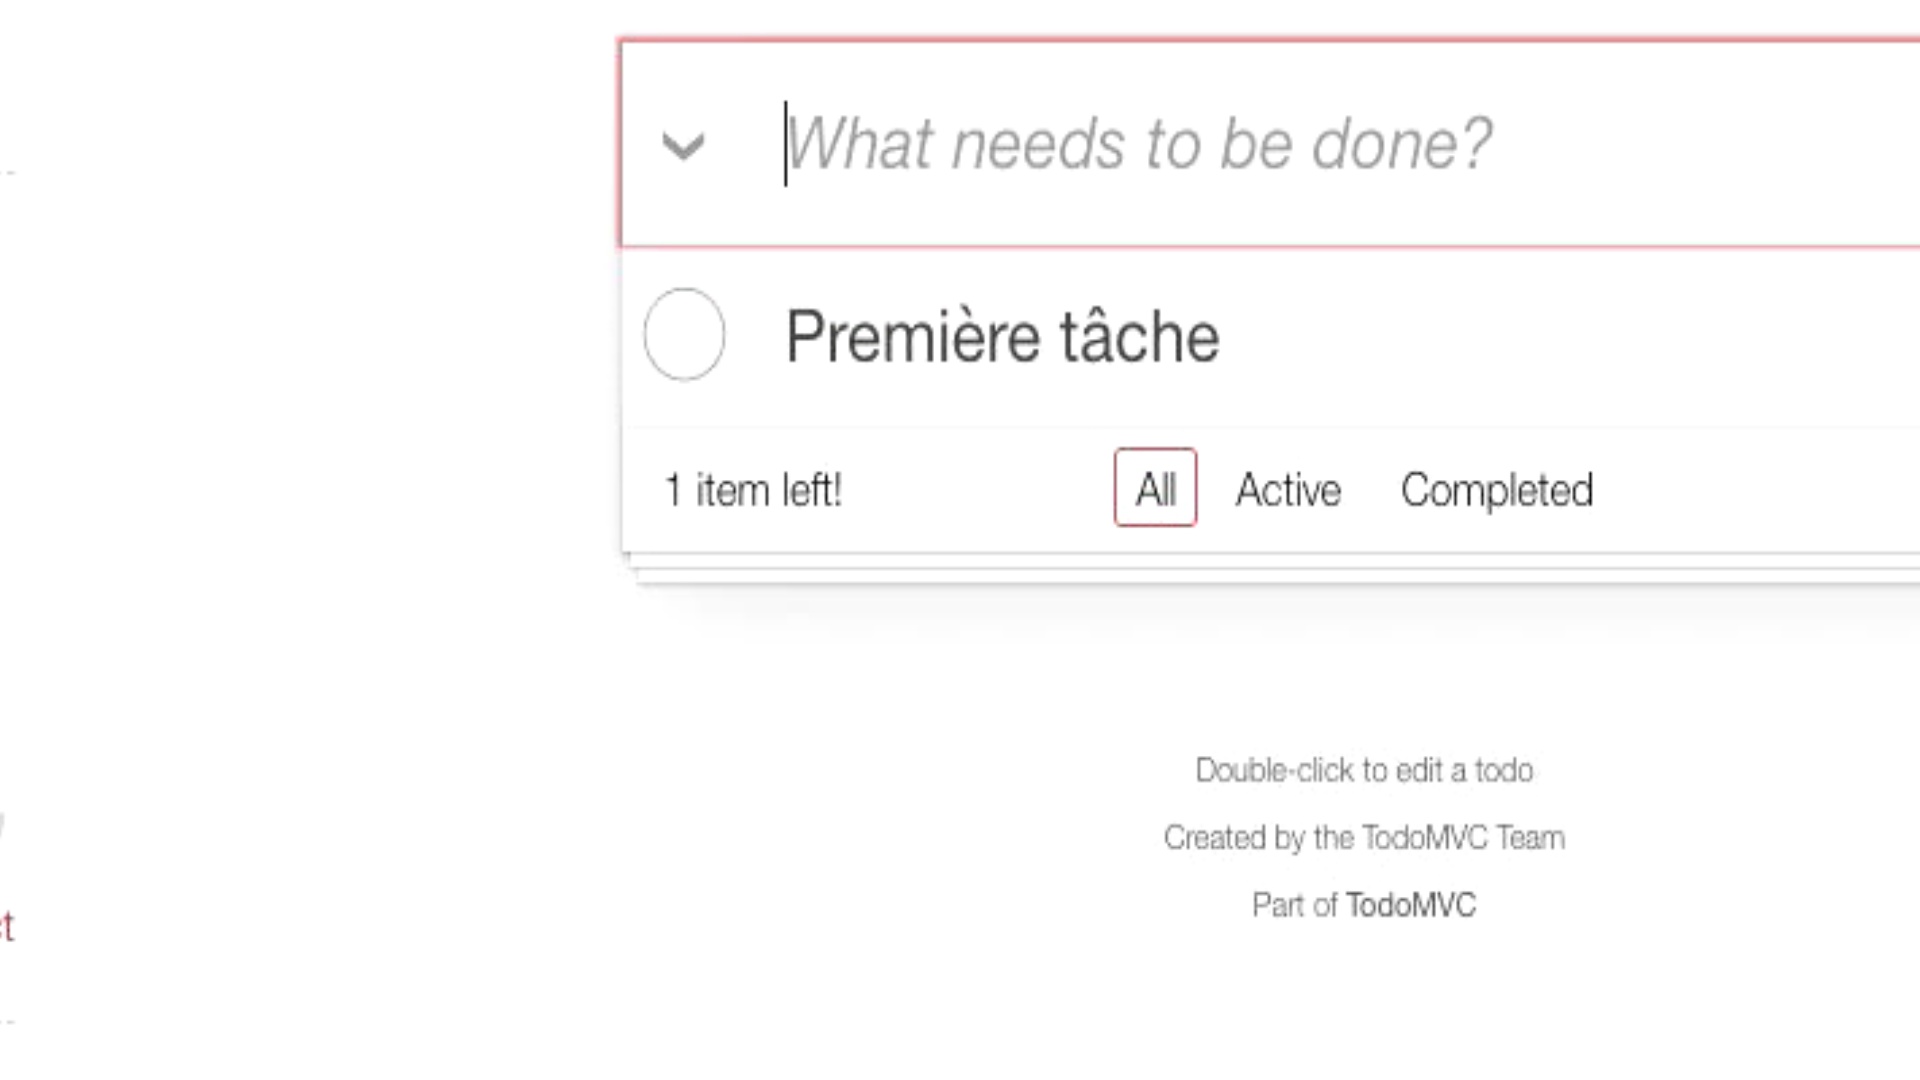 What needs to be done?
Première tâche
1 item left!
All Active Completed
Double-click to edit a todo
Created by the TodoMVC Team
Part of TodoMVC